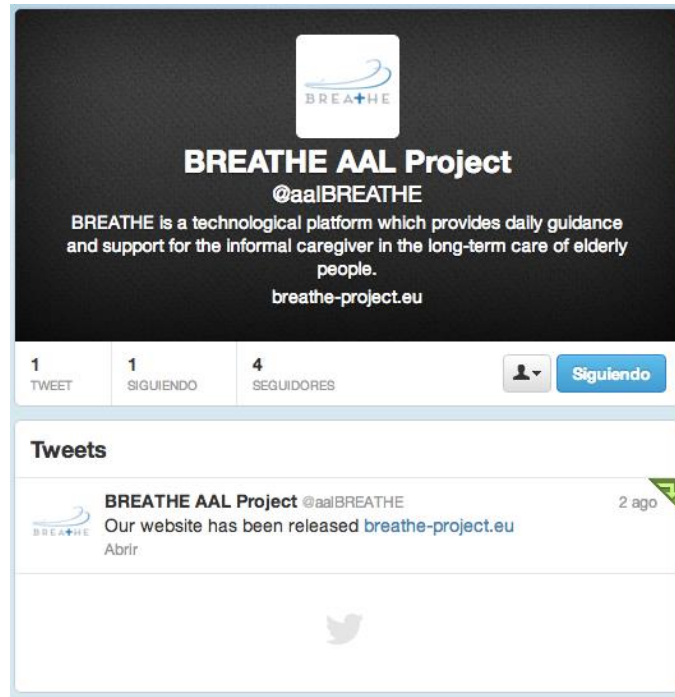 BREATHE
BREATHE AAL Project
@aalBREATHE
BREATHE is a technological platform which provides daily guidance
and support for the informal caregiver in the long-term care of elderly
people.
breathe-project.eu
1 1 4
TWEET SIGUIENDO SEGUIDORES
Siguiendo
Tweets
BREATHE AAL Project @aalBREATHE 2 ago
BREATHE
Our website has been released breathe-project.eu
Abrir